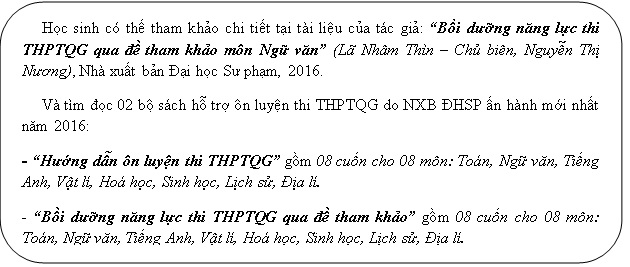 Học sinh có thể tham khảo chi tiết tại tài liệu của tác giả: “Bồi dưỡng năng lực thi
THPTQG qua đề tham khảo môn Ngữ văn” (Lã Nhâm Thìn – Chủ biên, Nguyễn Thị
Nương), Nhà xuất bản Đại học Sư phạm, 2016.
Và tìm đọc 02 bộ sách hỗ trợ ôn luyện thi THPTQG do NXB ĐHSP ấn hành mới nhất
năm 2016:
- “Hướng dẫn ôn luyện thi THPTQG” gồm 08 cuốn cho 08 môn: Toán, Ngữ văn, Tiếng
Anh, Vật lí, Hoá học, Sinh học, Lịch sử, Địa lí.
- “Bồi dưỡng năng lực thi THPTQG qua đề tham khảo” gồm 08 cuốn cho 08 môn:
Toán, Ngữ văn, Tiếng Anh, Vật lí, Hoá học, Sinh học, Lịch sử, Địa lí.